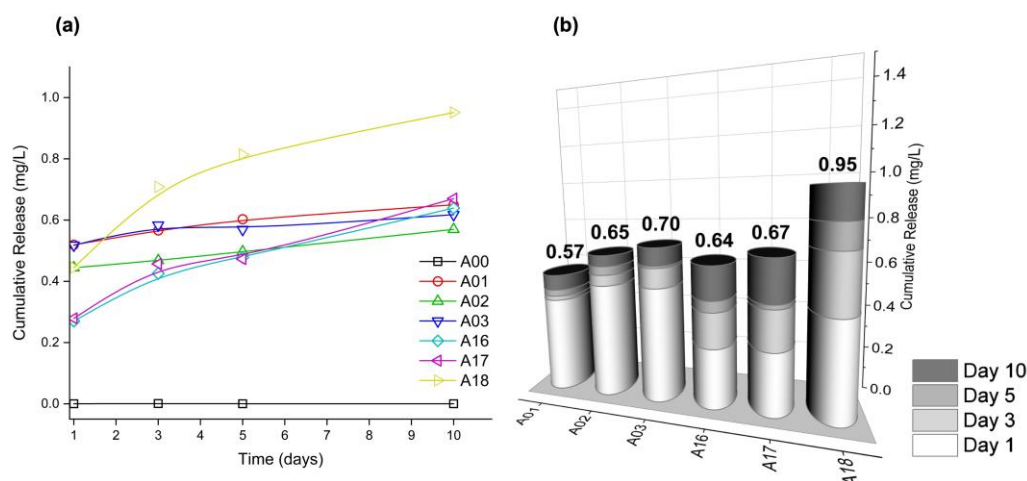 (a)
Cumulative Release (mg/L)
1.0
0.8
0.6
0.4
0.2
0.0
1 2 3 4 5 6 7 8 9 10
Time (days)
A00
A01
A02
A03
A16
A17
A18
(b)
0.57
0.65
0.70
0.64
0.67
0.95
1.4
1.2
1.0
0.8
0.6
0.4
0.2
0.0
Cumulative Release (mg/L)
A01
A02
A03
A16
A17
A18
Day 10
Day 5
Day 3
Day 1